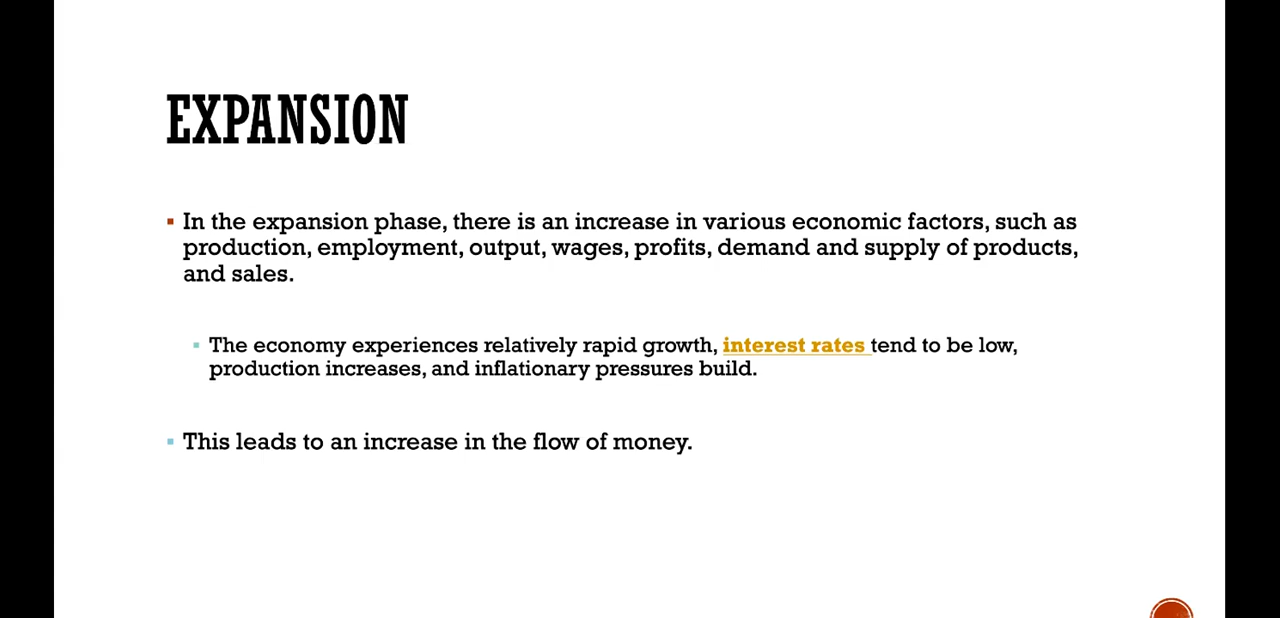 EXPANSION
▪ In the expansion phase, there is an increase in various economic factors, such as
production, employment, output, wages, profits, demand and supply of products,
and sales.
▪ The economy experiences relatively rapid growth, interest rates tend to be low,
production increases, and inflationary pressures build.
▪ This leads to an increase in the flow of money.